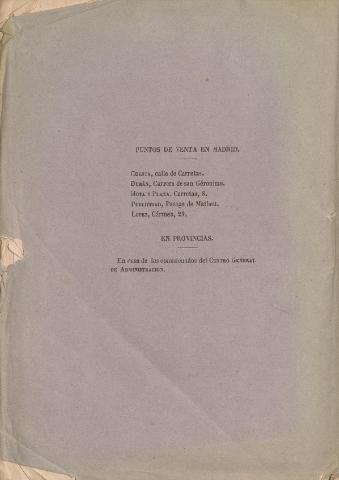 PUNTOS DE VENTA EN MADRID.
CUESTA, calle de Carretas.
DURÁN, Carrera de san Gerónimo.
MOYA Y PLAZA, Carretas, 8.
PUBLICIDAD, Pasage de Matheu.
LOPEZ, Cármen, 29.
EN PROVINCIAS.
En casa de los comisionados del CENTRO GENERAL
DE ADMINISTRACION.